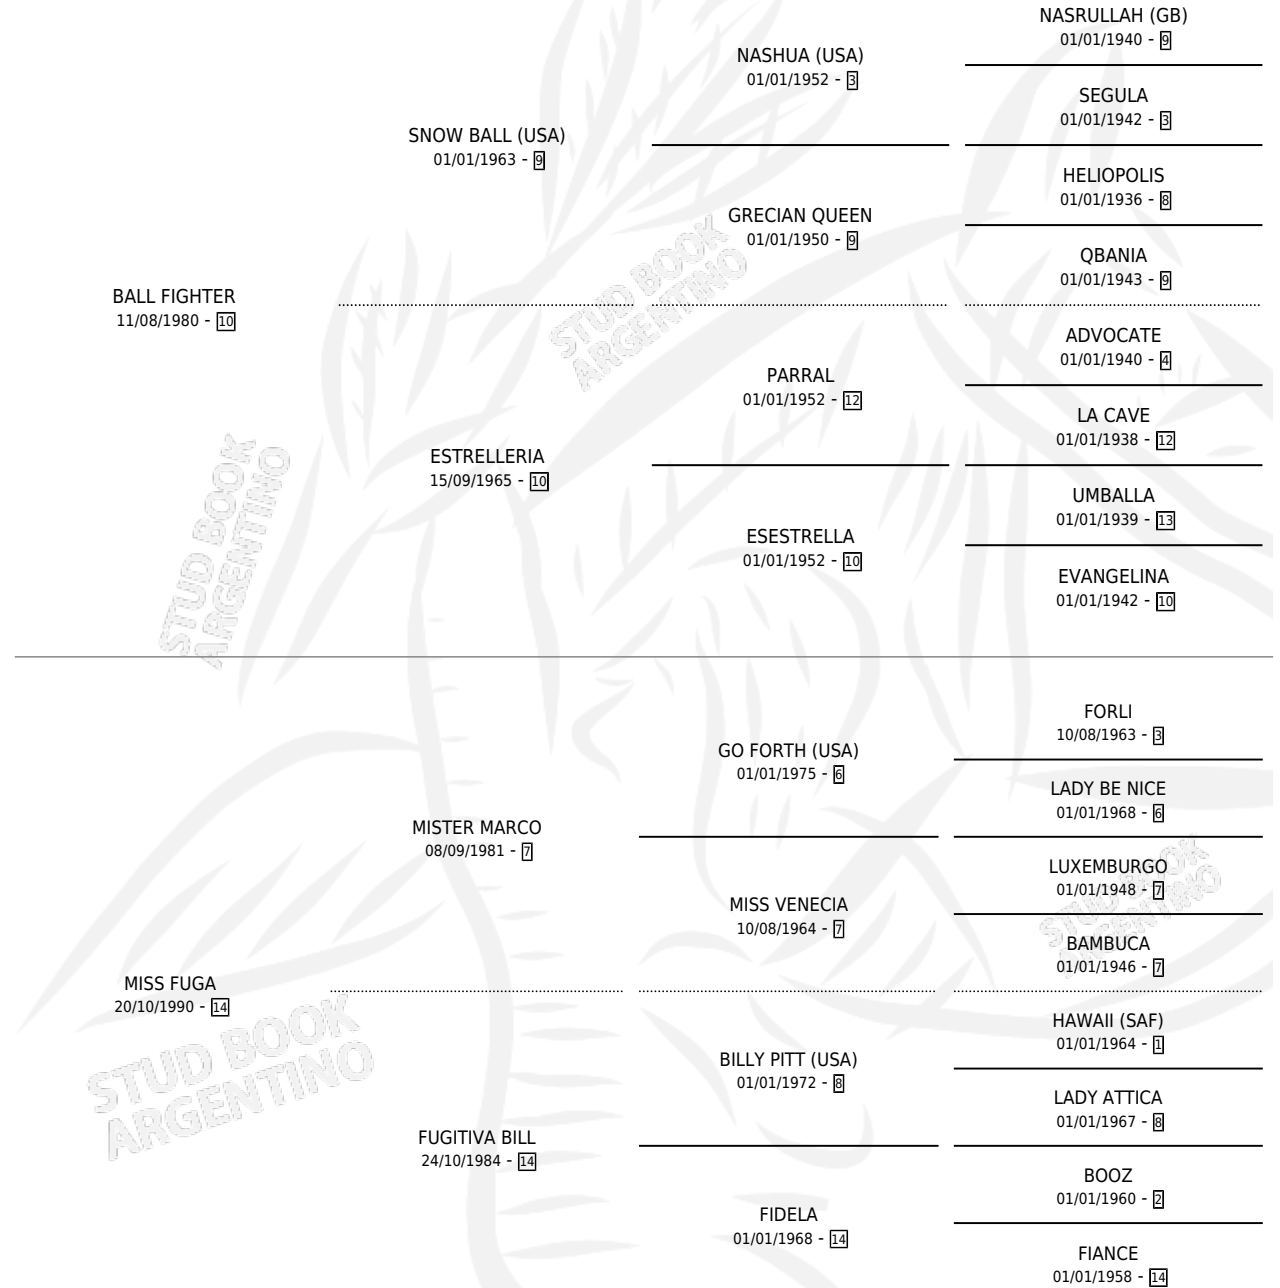 NASRULLAH (GB)
01/01/1940 - 9
NASHUA (USA)
01/01/1952 - 3
SEGULA
01/01/1942 - 3
SNOW BALL (USA)
01/01/1963 - 9
HELIOPOLIS
01/01/1936 - 8
GRECIAN QUEEN
01/01/1950 - 9
QBANIA
01/01/1943 - 9
BALL FIGHTER
11/08/1980 - 10
ADVOCATE
01/01/1940 - 4
PARRAL
01/01/1952 - 12
LA CAVE
01/01/1938 - 12
ESTRELLERIA
15/09/1965 - 10
UMBALLA
01/01/1939 - 13
ESESTRELLA
01/01/1952 - 10
EVANGELINA
01/01/1942 - 10
FORLI
10/08/1963 - 3
GO FORTH (USA)
01/01/1975 - 6
LADY BE NICE
01/01/1968 - 6
MISTER MARCO
08/09/1981 - 7
LUXEMBURGO
01/01/1948 - 7
MISS VENECIA
10/08/1964 - 7
BAMBUCA
01/01/1946 - 7
MISS FUGA
20/10/1990 - 14
HAWAII (SAF)
01/01/1964 - 1
BILLY PITT (USA)
01/01/1972 - 8
LADY ATTICA
01/01/1967 - 8
FUGITIVA BILL
24/10/1984 - 14
BOOZ
01/01/1960 - 2
FIDELA
01/01/1968 - 14
FIANCE
01/01/1958 - 14
STUD BOOK
ARGENTINO
STUD BOOK
ARGENTINO
STUD BOOK
ARGENTINO
STUD BOOK
ARGENTINO